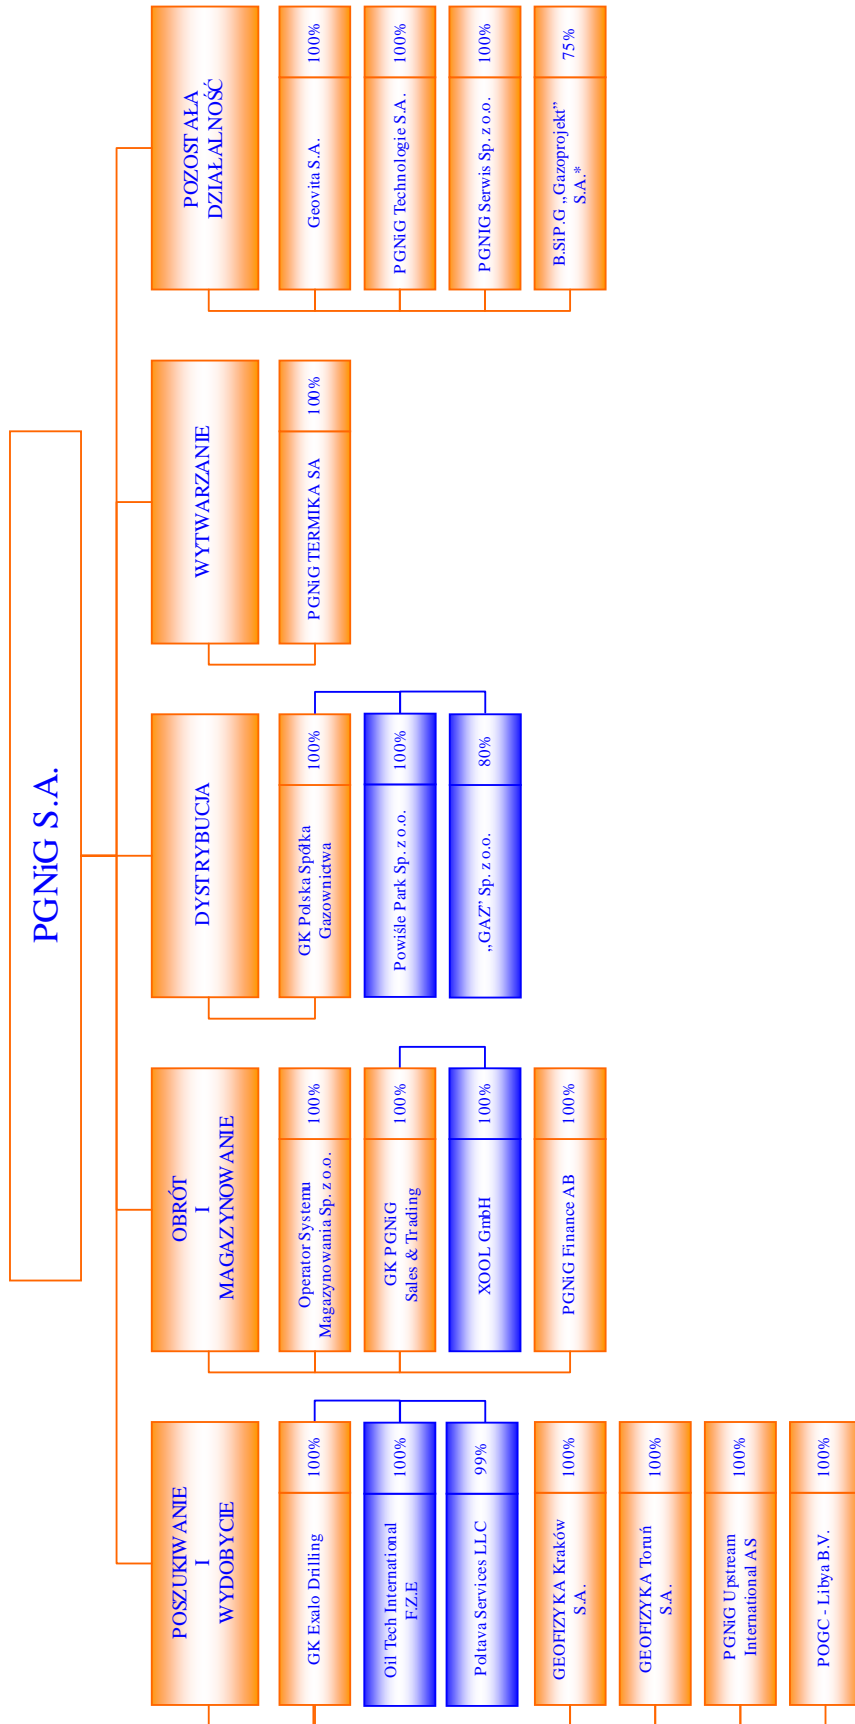 PGNiG S.A.
POSZUKIWANIE
I
WYDOBYCIE
GK Exalo Drilling
100%
Oil Tech International
F.Z.E
100%
Poltava Services LLC
99%
GEOFIZYKA Kraków
S.A.
100%
GEOFIZYKA Toruń
S.A.
100%
PGNiG Upstream
International AS
100%
POGC - Libya B.V.
100%
OBRÓT
I
MAGAZYNOWANIE
Operator Systemu
Magazynowania Sp. z o.o.
100%
GK PGNiG
Sales & Trading
100%
XOOL GmbH
100%
PGNiG Finance AB
100%
DYSTRYBUCJA
GK Polska Spółka
Gazownictwa
100%
Powiśle Park Sp. z o.o.
100%
„GAZ” Sp. z o.o.
80%
WYTWARZANIE
PGNiG TERMIKA SA
100%
POZOSTAŁA
DZIAŁALNOŚĆ
Geovita S.A.
100%
PGNiG Technologie S.A.
100%
PGNIG Serwis Sp. z o.o.
100%
B.SiP.G „Gazoprojekt”
S.A.*
75%